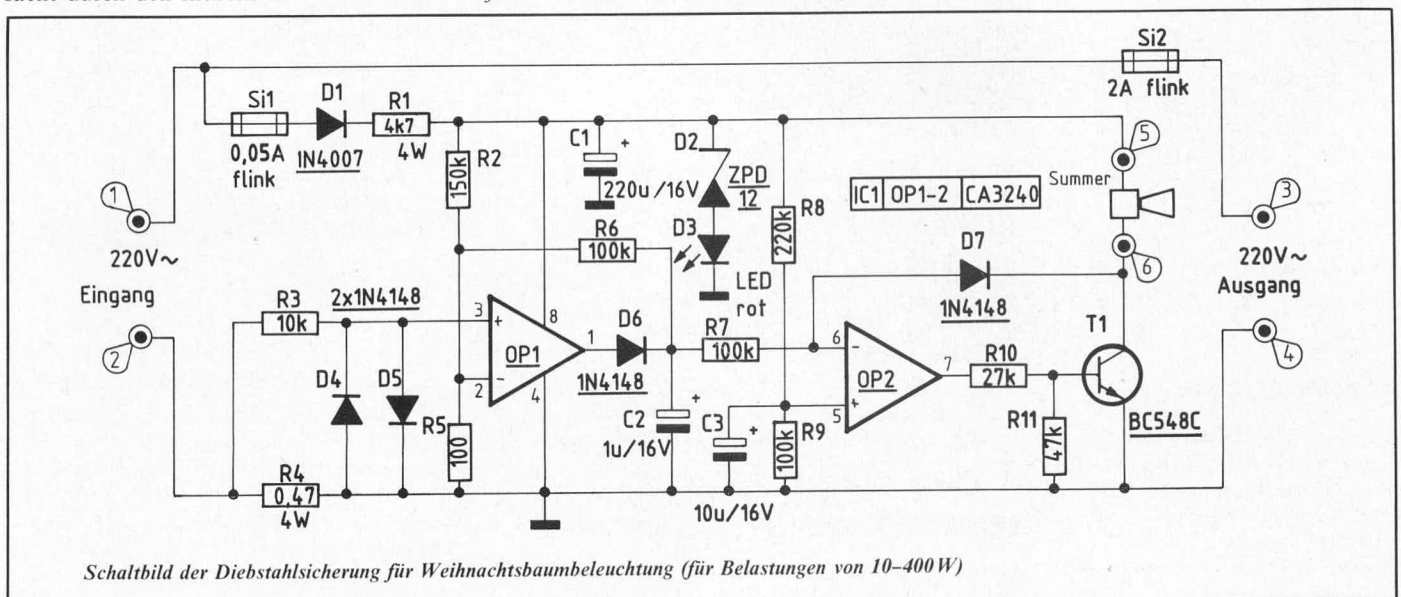 Si2
2A flink
Si1
0,05A
flink
D1
1N4007
R1
4k7
4W
R2
150k
C1
+
220u/16V
D2
ZPD
12
D3
LED
rot
R8
220k
IC1 OP1-2 CA3240
Summer
5
6
D7
1N4148
1
220V~
Eingang
2
3
220V~
Ausgang
4
R6
100k
R3
10k
2x1N4148
D4
D5
R4
0,47
4W
R5
100
3
+
2
-
OP1
8
4
1
D6
1N4148
R7
100k
C2
+
1u/16V
C3
+
10u/16V
R9
100k
6
-
5
+
OP2
7
R10
27k
R11
47k
T1
BC548C
Schaltbild der Diebstahlsicherung für Weihnachtsbaumbeleuchtung (für Belastungen von 10–400 W)